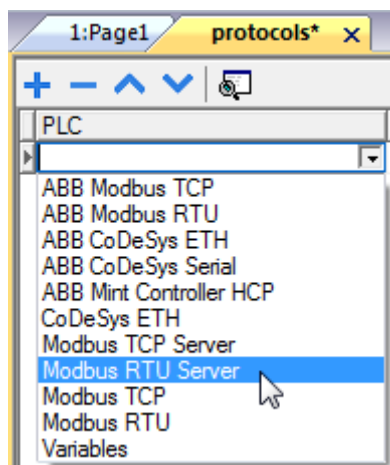 1:Page1 protocols*
PLC
ABB Modbus TCP
ABB Modbus RTU
ABB CoDeSys ETH
ABB CoDeSys Serial
ABB Mint Controller HCP
CoDeSys ETH
Modbus TCP Server
Modbus RTU Server
Modbus TCP
Modbus RTU
Variables